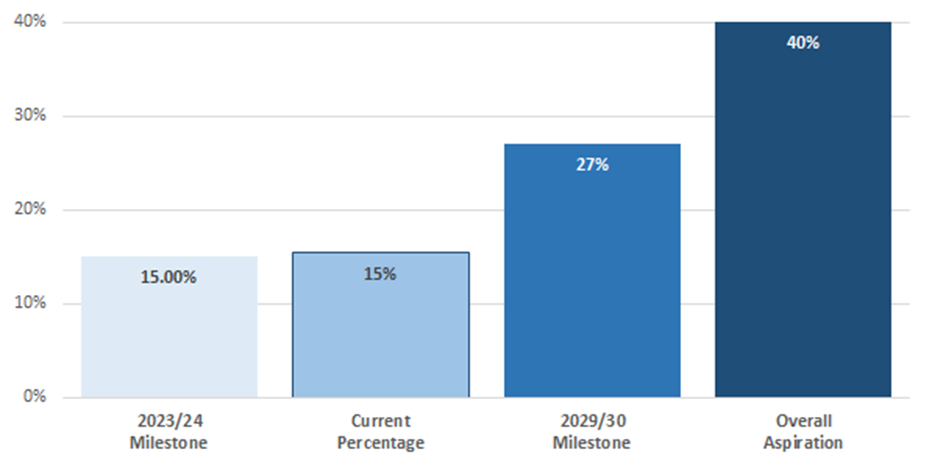 40%
30%
20%
10%
0%
15.00%
15%
27%
40%
2023/24
Milestone
Current
Percentage
2029/30
Milestone
Overall
Aspiration